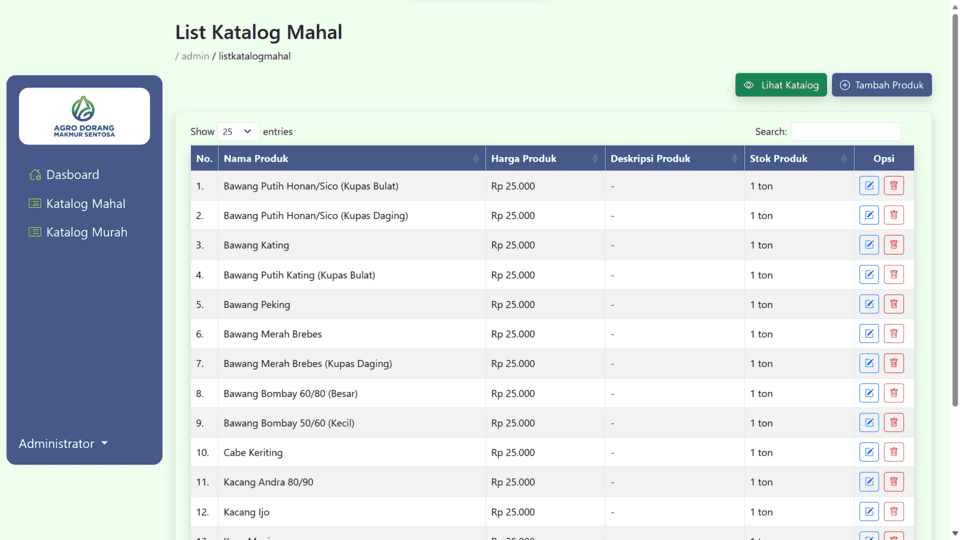 List Katalog Mahal
/ admin / listkatalogmahal
Lihat Katalog
Tambah Produk
AGRO DORANG
MAKMUR SENTOSA
Dasboard
Katalog Mahal
Katalog Murah
Administrator
Show 25 entries
Search:
No. Nama Produk Harga Produk Deskripsi Produk Stok Produk Opsi
1. Bawang Putih Honan/Sico (Kupas Bulat) Rp 25.000 - 1 ton
2. Bawang Putih Honan/Sico (Kupas Daging) Rp 25.000 - 1 ton
3. Bawang Kating Rp 25.000 - 1 ton
4. Bawang Putih Kating (Kupas Bulat) Rp 25.000 - 1 ton
5. Bawang Peking Rp 25.000 - 1 ton
6. Bawang Merah Brebes Rp 25.000 - 1 ton
7. Bawang Merah Brebes (Kupas Daging) Rp 25.000 - 1 ton
8. Bawang Bombay 60/80 (Besar) Rp 25.000 - 1 ton
9. Bawang Bombay 50/60 (Kecil) Rp 25.000 - 1 ton
10. Cabe Keriting Rp 25.000 - 1 ton
11. Kacang Andra 80/90 Rp 25.000 - 1 ton
12. Kacang Ijo Rp 25.000 - 1 ton